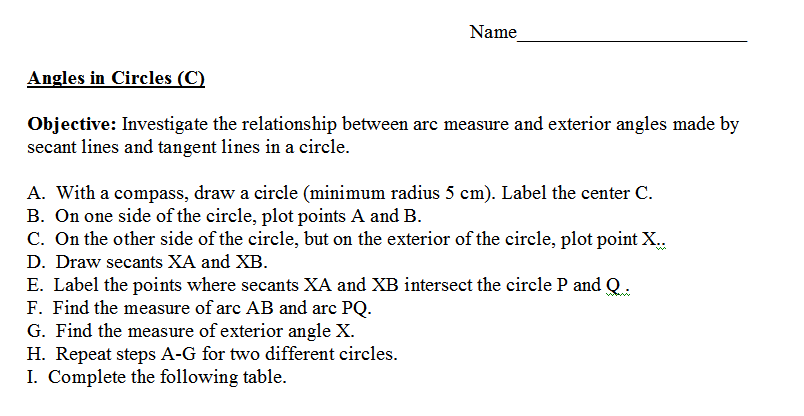 Name_______________________
Angles in Circles (C)
Objective: Investigate the relationship between arc measure and exterior angles made by
secant lines and tangent lines in a circle.
A. With a compass, draw a circle (minimum radius 5 cm). Label the center C.
B. On one side of the circle, plot points A and B.
C. On the other side of the circle, but on the exterior of the circle, plot point X..
D. Draw secants XA and XB.
E. Label the points where secants XA and XB intersect the circle P and Q .
F. Find the measure of arc AB and arc PQ.
G. Find the measure of exterior angle X.
H. Repeat steps A-G for two different circles.
I. Complete the following table.